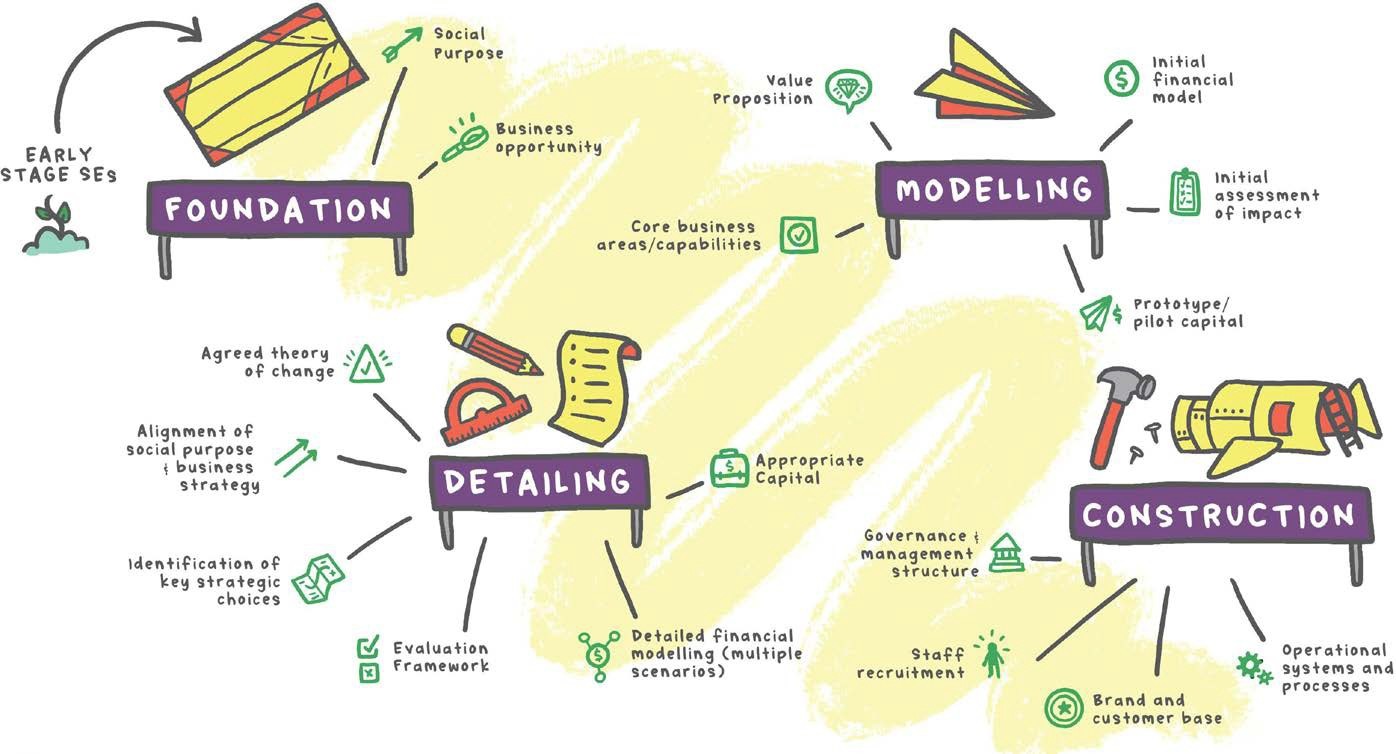 EARLY
STAGE SEs
FOUNDATION
Social
Purpose
Business
opportunity
MODELLING
Value
Proposition
Initial
financial
model
Initial
assessment
of impact
Core business
areas/capabilities
Prototype/
pilot capital
DETAILING
Agreed theory
of change
Alignment of
social purpose
& business
strategy
Identification of
key strategic
choices
Evaluation
Framework
Detailed financial
modelling (multiple
scenarios)
Appropriate
Capital
CONSTRUCTION
Governance &
management
structure
Staff
recruitment
Brand and
customer base
Operational
systems and
processes